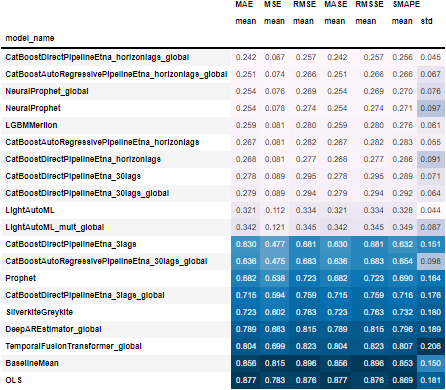 MAE MSE RMSE MASE RMSSE SMAPE
mean mean mean mean mean mean std
model_name
CatBoostDirectPipelineEtna_horizonlags_global 0.242 0.067 0.257 0.242 0.257 0.256 0.045
CatBoostAutoRegressivePipelineEtna_horizonlags_global 0.251 0.074 0.266 0.251 0.266 0.266 0.067
NeuralProphet_global 0.254 0.076 0.269 0.254 0.269 0.270 0.076
NeuralProphet 0.254 0.078 0.274 0.254 0.274 0.271 0.097
LGBMMerlion 0.259 0.081 0.280 0.259 0.280 0.276 0.061
CatBoostAutoRegressivePipelineEtna_horizonlags 0.267 0.081 0.282 0.267 0.282 0.283 0.055
CatBoostDirectPipelineEtna_horizonlags 0.268 0.081 0.277 0.268 0.277 0.286 0.091
CatBoostDirectPipelineEtna_30lags 0.278 0.089 0.295 0.278 0.295 0.289 0.071
CatBoostDirectPipelineEtna_30lags_global 0.279 0.089 0.294 0.279 0.294 0.292 0.064
LightAutoML 0.321 0.112 0.334 0.321 0.334 0.328 0.044
LightAutoML_mult_global 0.342 0.121 0.345 0.342 0.345 0.349 0.087
CatBoostDirectPipelineEtna_3lags 0.630 0.477 0.681 0.630 0.681 0.632 0.151
CatBoostAutoRegressivePipelineEtna_30lags_global 0.636 0.475 0.683 0.636 0.683 0.654 0.098
Prophet 0.682 0.538 0.723 0.682 0.723 0.690 0.164
CatBoostDirectPipelineEtna_3lags_global 0.715 0.594 0.759 0.715 0.759 0.716 0.176
SilverkiteGreykite 0.723 0.602 0.763 0.723 0.763 0.732 0.180
DeepAREstimator_global 0.789 0.683 0.815 0.789 0.815 0.796 0.189
TemporalFusionTransformer_global 0.804 0.699 0.823 0.804 0.823 0.807 0.206
BaselineMean 0.856 0.815 0.896 0.856 0.896 0.853 0.150
OLS 0.877 0.783 0.876 0.877 0.876 0.869 0.181